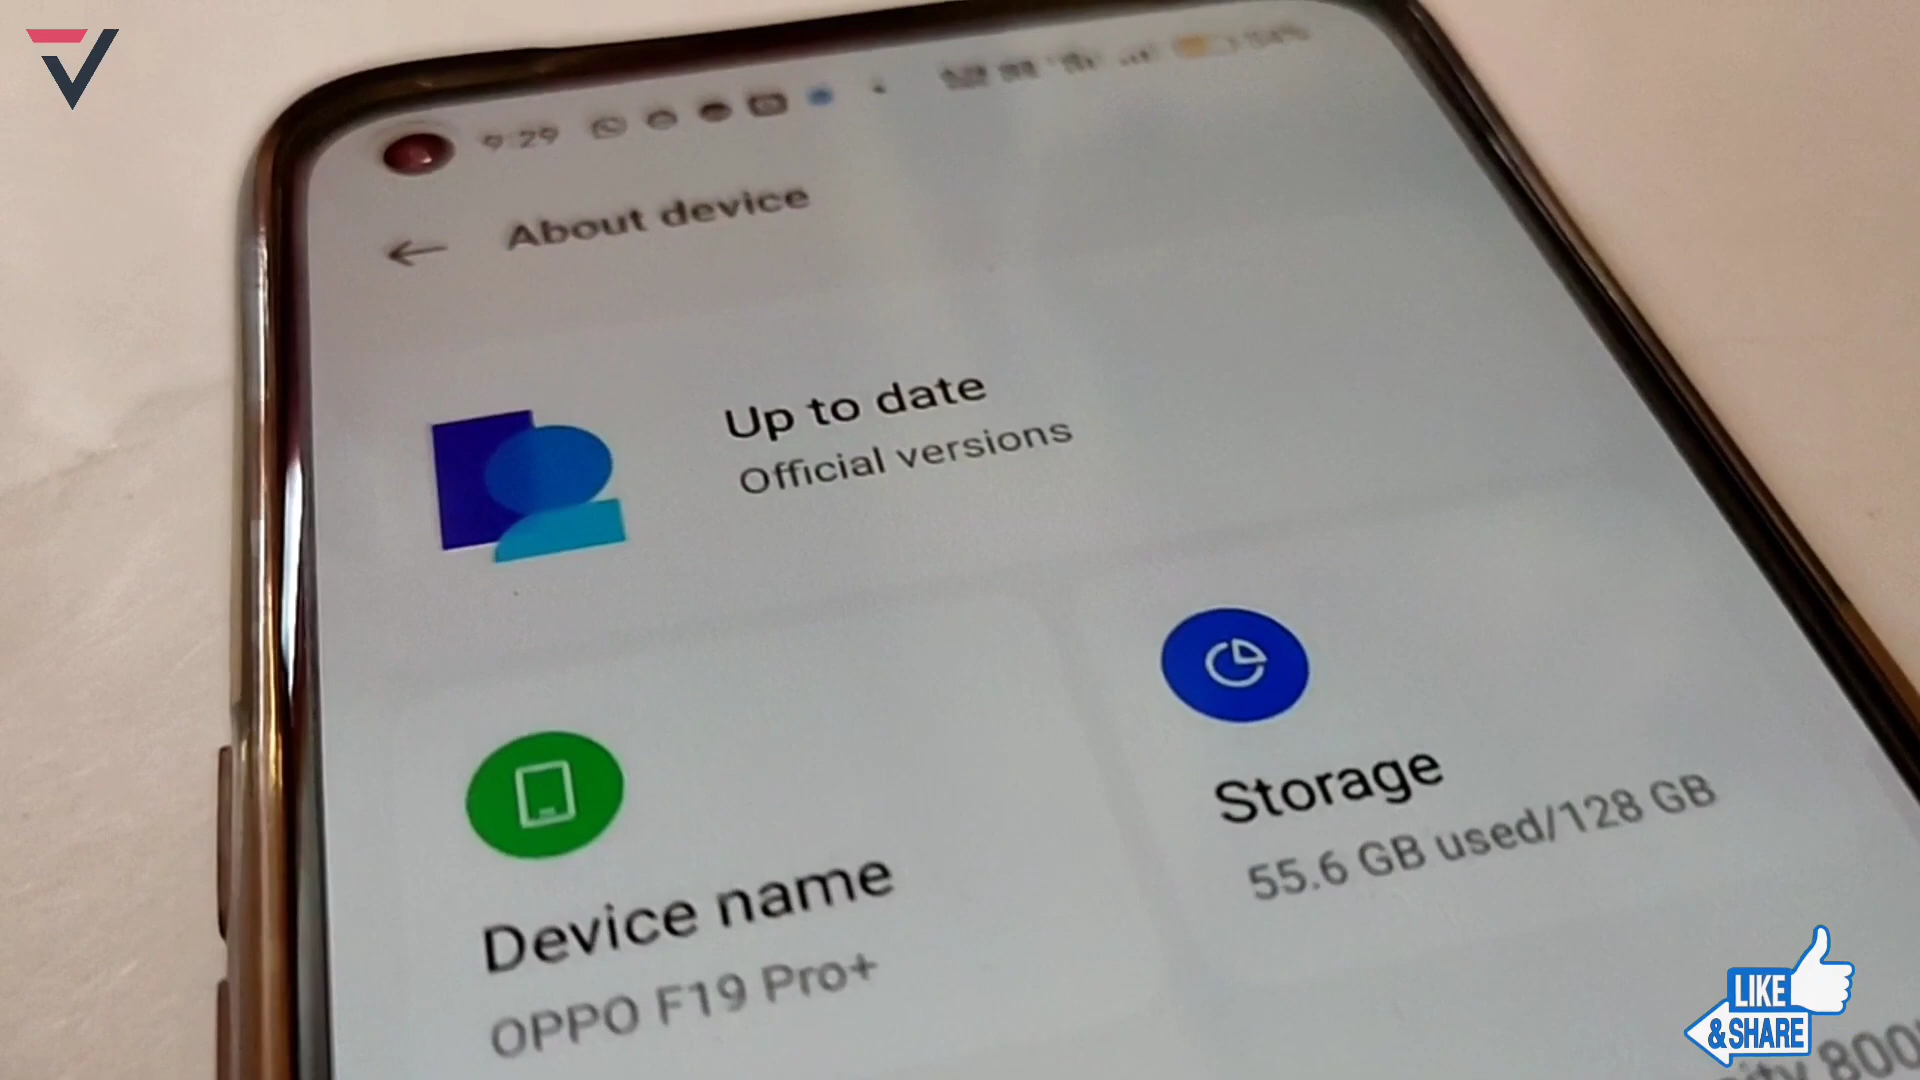 9:29
About device
Up to date
Official versions
Storage
55.6 GB used/128 GB
Device name
OPPO F19 Pro+
LIKE
& SHARE